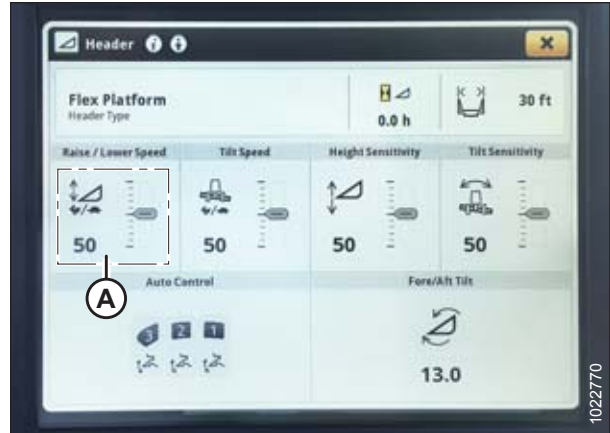 Header
Flex Platform
Header Type
0.0 h
30 ft
Raise / Lower Speed
Tilt Speed
Height Sensitivity
Tilt Sensitivity
50
50
50
50
A
Auto Control
Fore/Aft Tilt
3 2 1
13.0
1022770